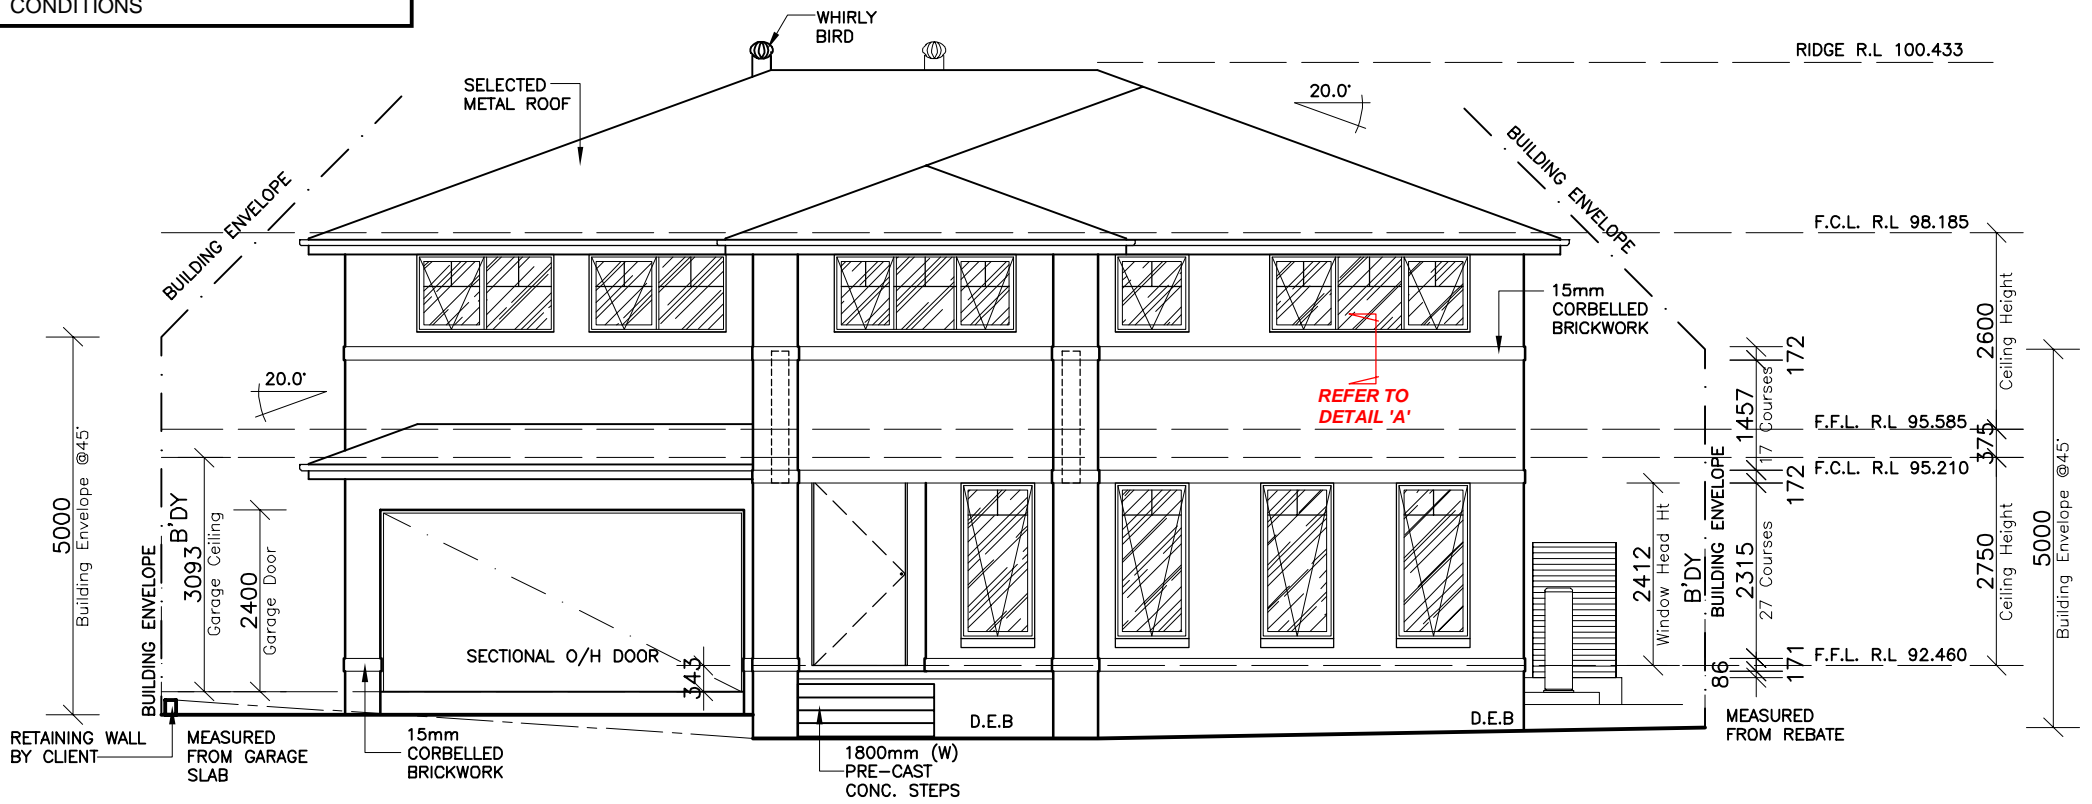 CONDITIONS
WHIRLY
BIRD
RIDGE R.L 100.433
SELECTED
METAL ROOF
20.0°
BUILDING ENVELOPE
BUILDING ENVELOPE
F.C.L. R.L 98.185
15mm
CORBELLED
BRICKWORK
2600
Ceiling Height
172
20.0°
REFER TO
DETAIL 'A'
1457
17 Courses
F.F.L. R.L 95.585
375
F.C.L. R.L 95.210
172
5000
Building Envelope @45°
BUILDING ENVELOPE
B'DY
3093
Garage Ceiling
2400
Garage Door
SECTIONAL O/H DOOR
343
2412
Window Head Ht
B'DY
BUILDING ENVELOPE
2315
27 Courses
2750
Ceiling Height
5000
Building Envelope @45°
F.F.L. R.L 92.460
86
171
D.E.B
D.E.B
MEASURED
FROM REBATE
RETAINING WALL
BY CLIENT
MEASURED
FROM GARAGE
SLAB
15mm
CORBELLED
BRICKWORK
1800mm (W)
PRE-CAST
CONC. STEPS